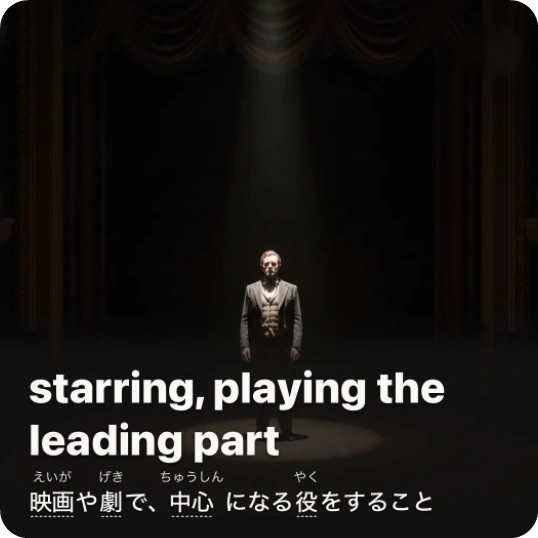 starring, playing the
leading part
えいが げき ちゅうしん やく
映画や劇で、中心 になる役をすること